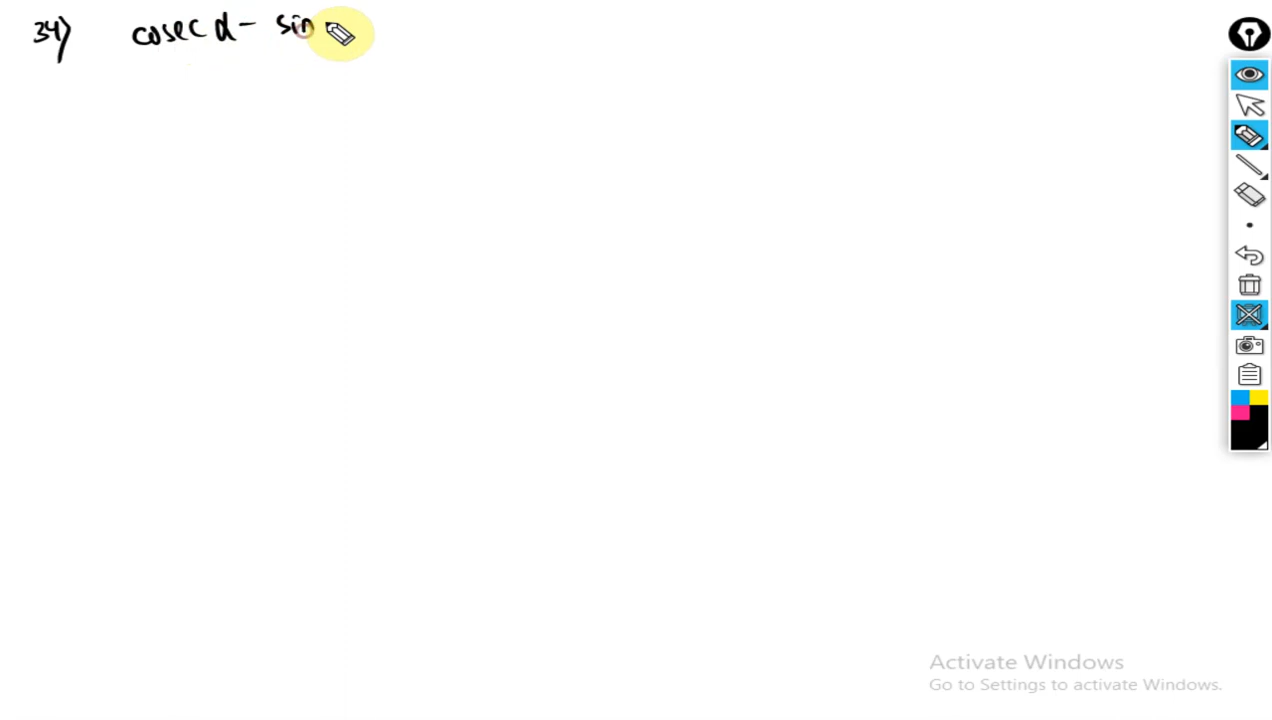 34) cosec α - sin
Activate Windows
Go to Settings to activate Windows.